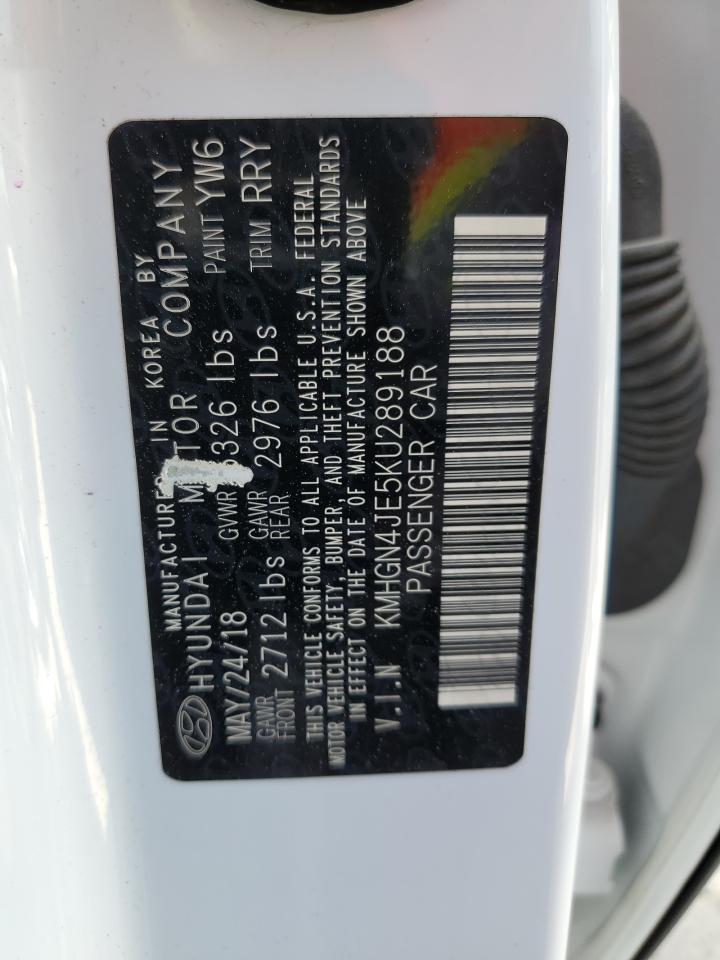 MANUFACTURE IN KOREA BY
HYUNDAI COMPANY
MAY/24/18 GVWR 326 lbs PAINT YW6
GAWR FRONT 2712 lbs GAWR REAR 2976 lbs TRIM RRY
THIS VEHICLE CONFORMS TO ALL APPLICABLE U.S.A. FEDERAL
MOTOR VEHICLE SAFETY, BUMPER, AND THEFT PREVENTION STANDARDS
IN EFFECT ON THE DATE OF MANUFACTURE SHOWN ABOVE
V.I.N KMHGN4JE5KU289188
PASSENGER CAR